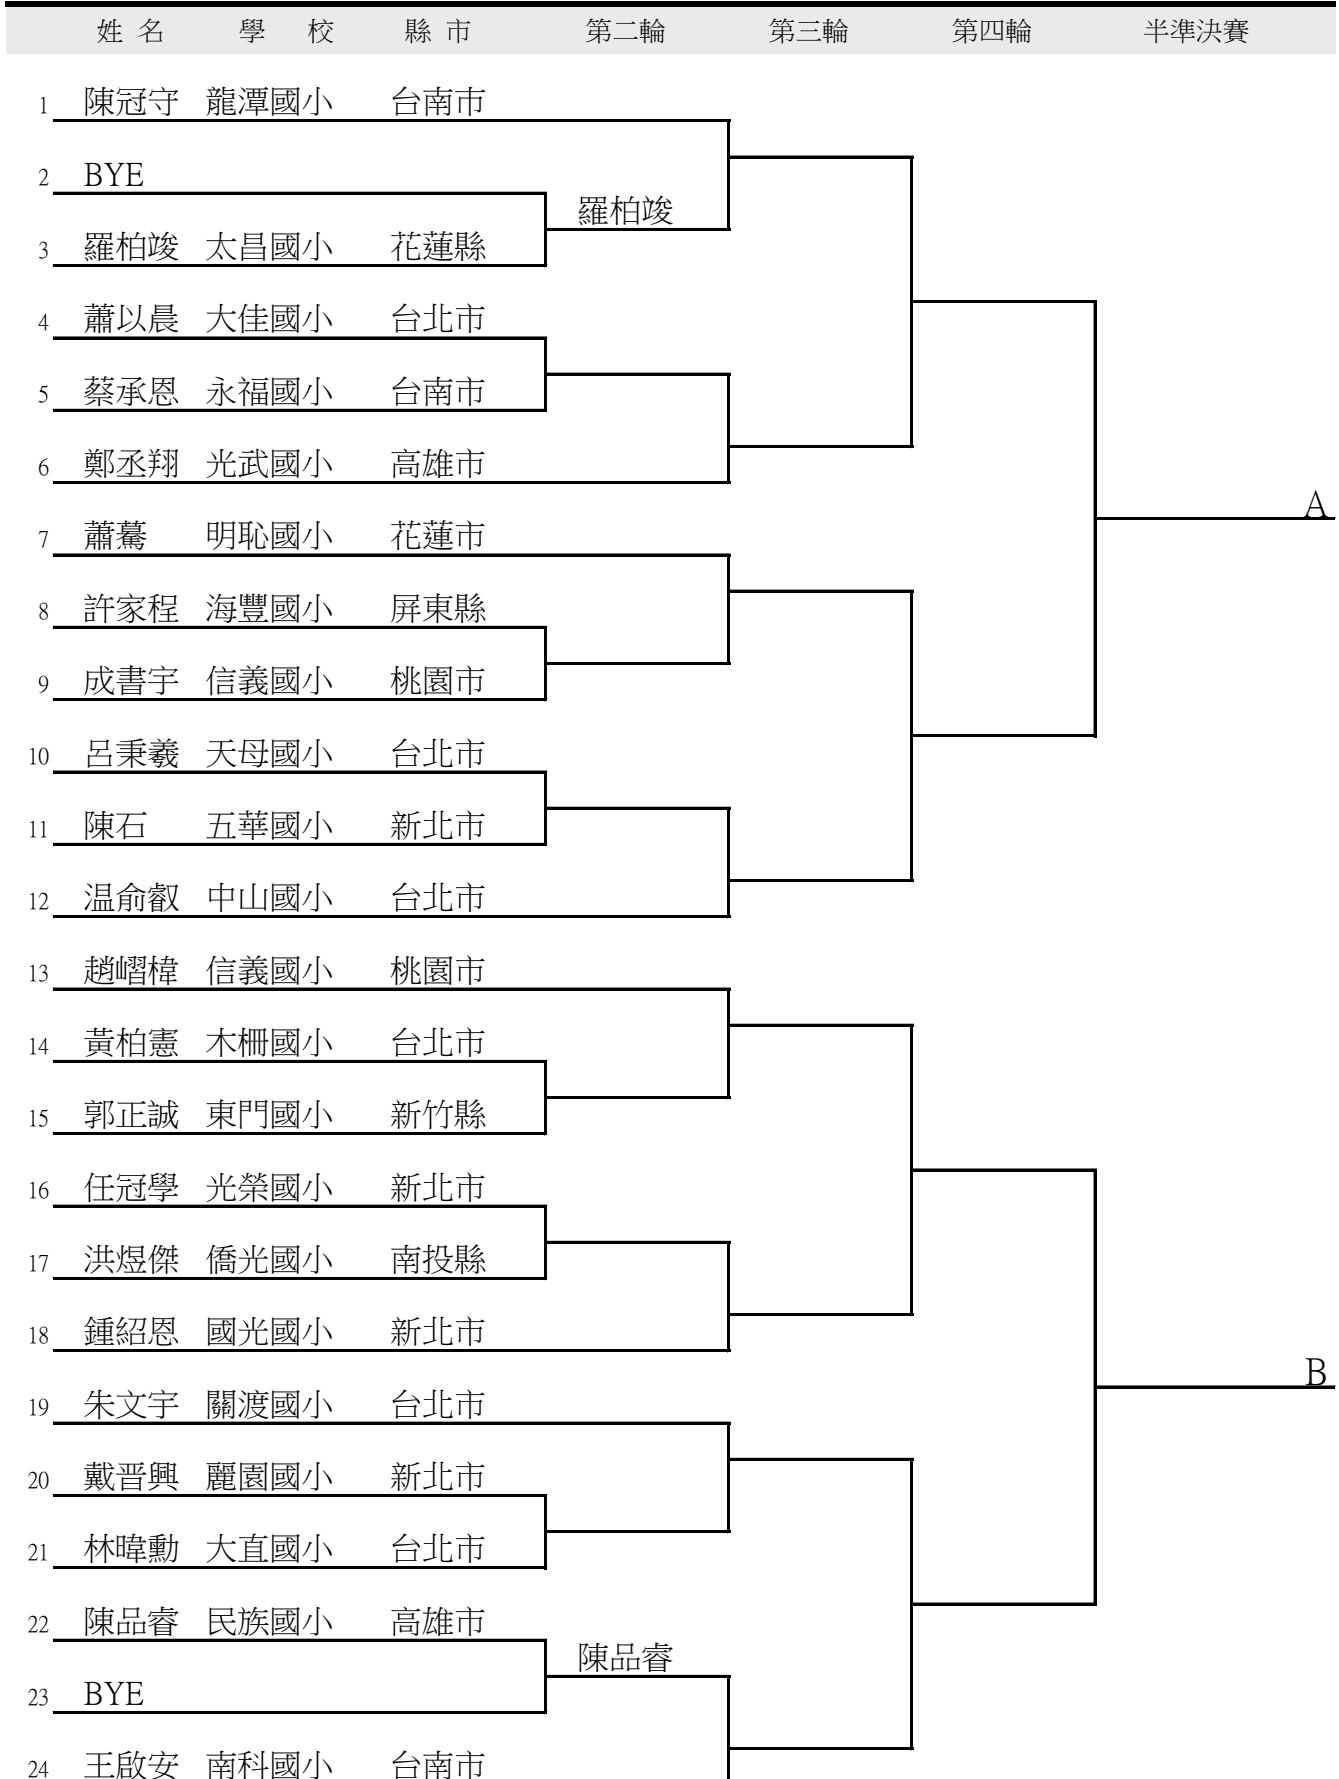 姓 名 學 校 縣 市 第二輪 第三輪 第四輪 半準決賽
1 陳冠守 龍潭國小 台南市
2 BYE
羅柏竣
3 羅柏竣 太昌國小 花蓮縣
4 蕭以晨 大佳國小 台北市
5 蔡承恩 永福國小 台南市
6 鄭丞翔 光武國小 高雄市
A
7 蕭驀 明恥國小 花蓮市
8 許家程 海豐國小 屏東縣
9 成書宇 信義國小 桃園市
10 呂秉羲 天母國小 台北市
11 陳石 五華國小 新北市
12 温俞叡 中山國小 台北市
13 趙嶍樟 信義國小 桃園市
14 黃柏憲 木柵國小 台北市
15 郭正誠 東門國小 新竹縣
16 任冠學 光榮國小 新北市
17 洪煜傑 僑光國小 南投縣
18 鍾紹恩 國光國小 新北市
B
19 朱文宇 關渡國小 台北市
20 戴晋興 麗園國小 新北市
21 林暐勳 大直國小 台北市
22 陳品睿 民族國小 高雄市
陳品睿
23 BYE
24 王啟安 南科國小 台南市